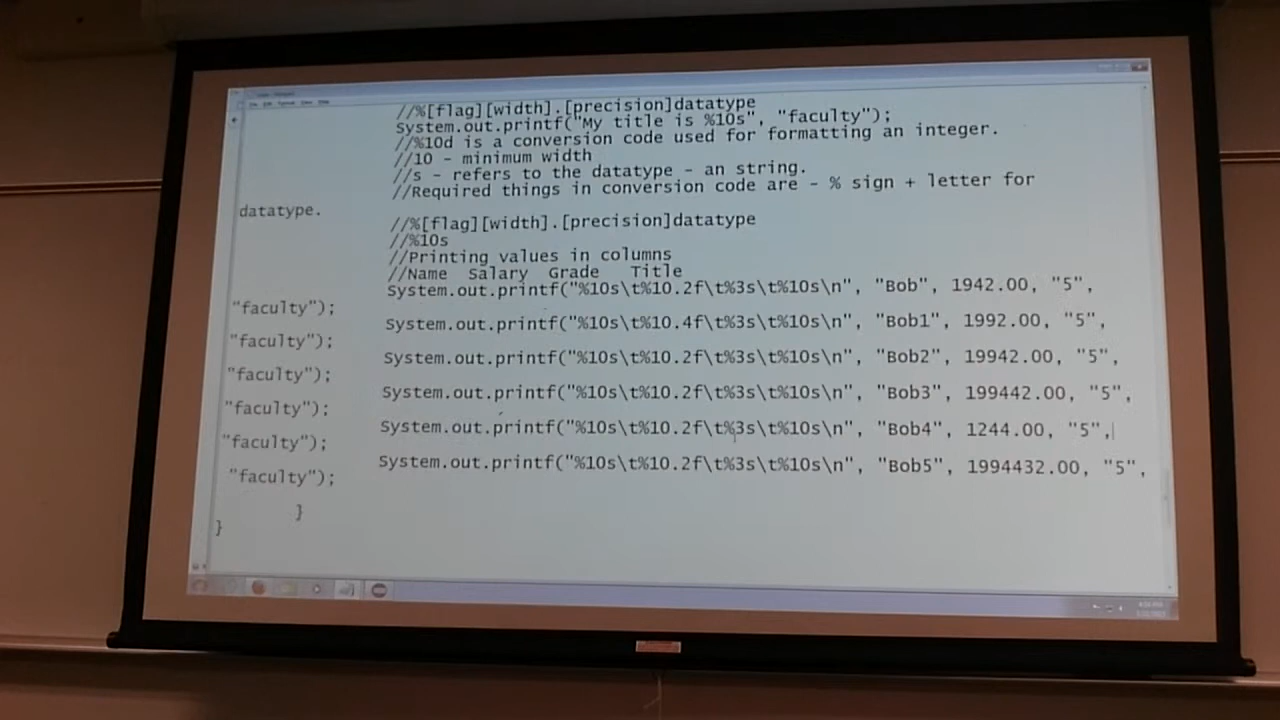 //%[flag][width].[precision]datatype
System.out.printf("My title is %10s", "faculty");
//%10d is a conversion code used for formatting an integer.
//10 - minimum width
//s - refers to the datatype - an string.
//Required things in conversion code are - % sign + letter for
datatype.
//%[flag][width].[precision]datatype
//%10s
//Printing values in columns
//Name Salary Grade Title
System.out.printf("%10s\t%10.2f\t%3s\t%10s\n", "Bob", 1942.00, "5",
"faculty");
System.out.printf("%10s\t%10.4f\t%3s\t%10s\n", "Bob1", 1992.00, "5",
"faculty");
System.out.printf("%10s\t%10.2f\t%3s\t%10s\n", "Bob2", 19942.00, "5",
"faculty");
System.out.printf("%10s\t%10.2f\t%3s\t%10s\n", "Bob3", 199442.00, "5",
"faculty");
System.out.printf("%10s\t%10.2f\t%3s\t%10s\n", "Bob4", 1244.00, "5",
"faculty");
System.out.printf("%10s\t%10.2f\t%3s\t%10s\n", "Bob5", 1994432.00, "5",
"faculty");
}
}